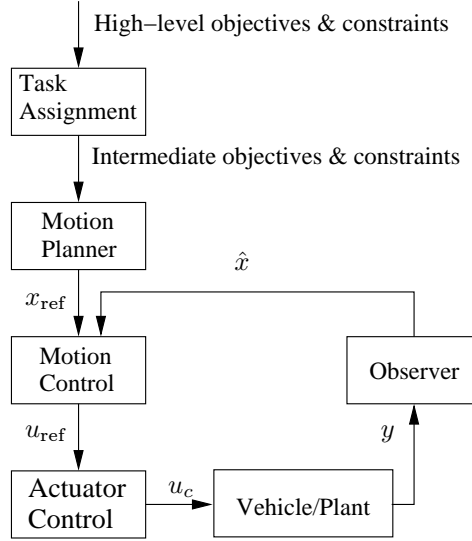 High−level objectives & constraints
Task
Assignment
Intermediate objectives & constraints
Motion
Planner
x̂
x_ref
Motion
Control
Observer
u_ref
y
Actuator
Control
u_c
Vehicle/Plant